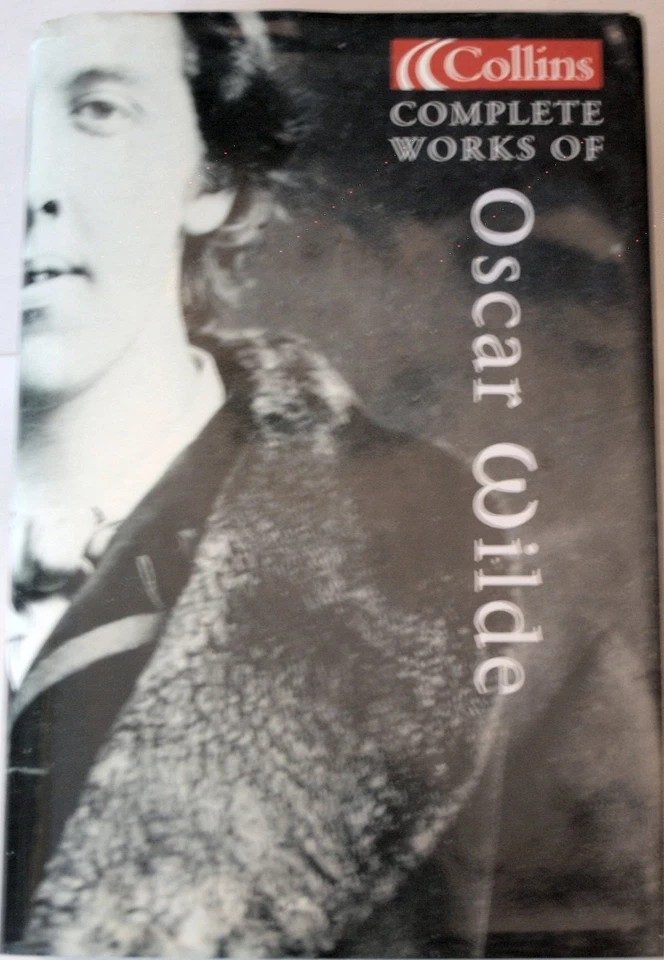 Collins
COMPLETE
WORKS OF
Oscar Wilde